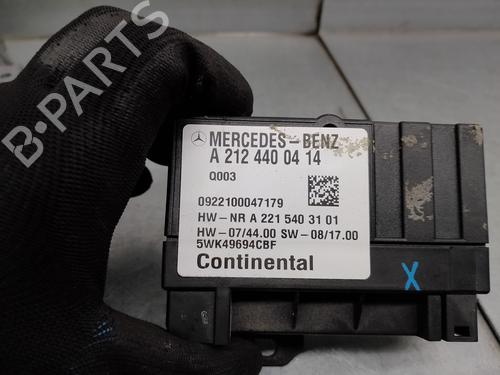 B-PARTS
MERCEDES-BENZ
A 212 440 04 14
Q003
0922100047179
HW-NR A 221 540 31 01
HW-07/44.00 SW-08/17.00
5WK49694CBF
Continental
X